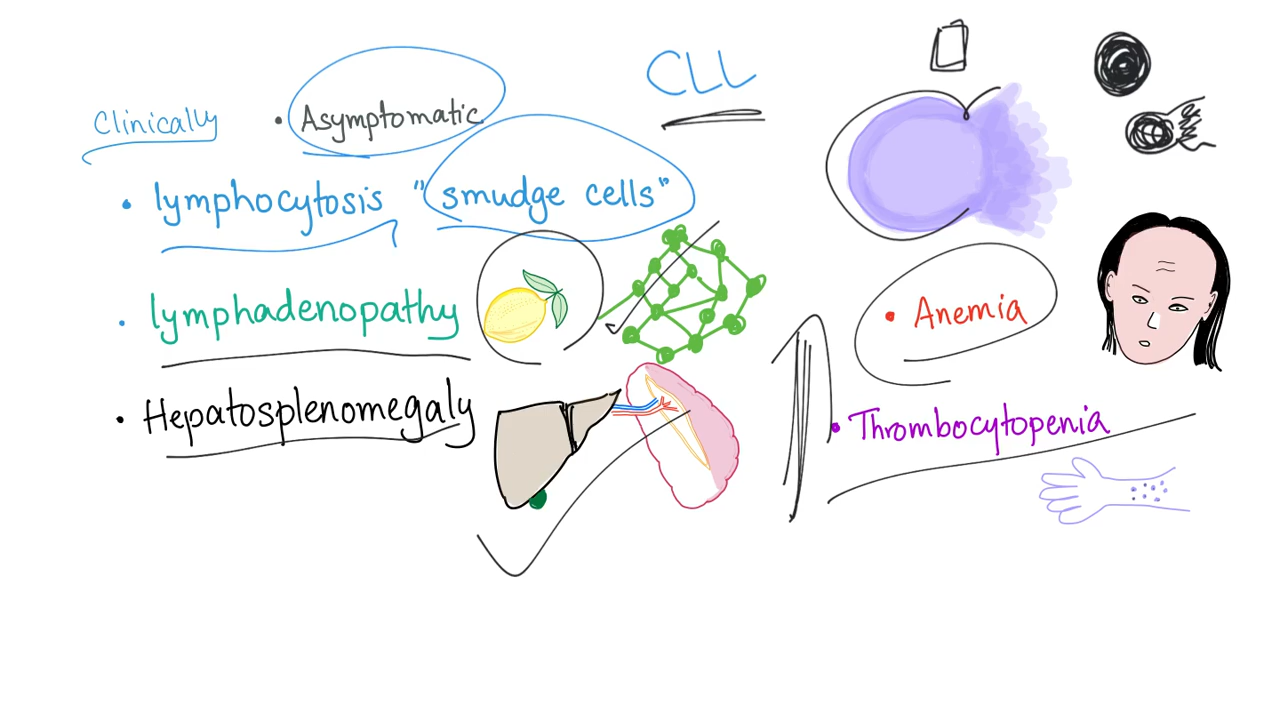 CLL
Clinically
• Asymptomatic
• lymphocytosis "smudge cells"
• lymphadenopathy
• Hepatosplenomegaly
• Anemia
• Thrombocytopenia